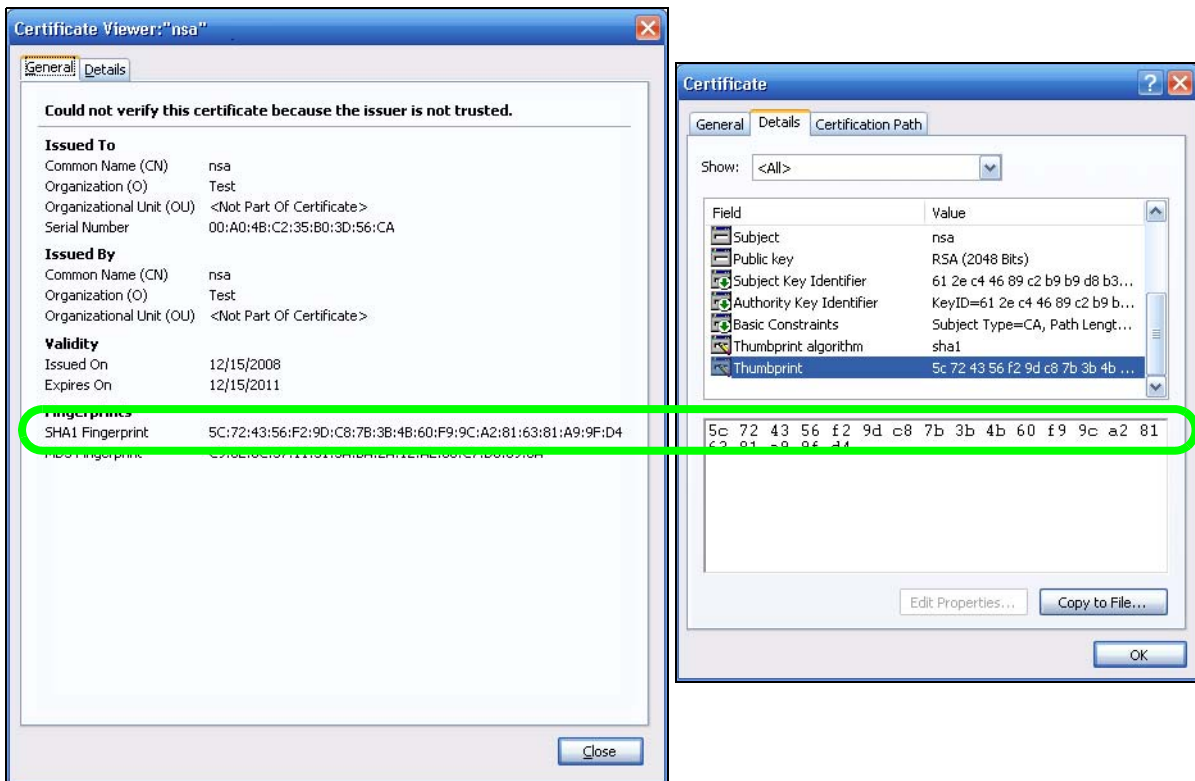 Certificate Viewer:"nsa"
General Details
Could not verify this certificate because the issuer is not trusted.
Issued To
Common Name (CN) nsa
Organization (O) Test
Organizational Unit (OU) <Not Part Of Certificate>
Serial Number 00:A0:4B:C2:35:B0:3D:56:CA
Issued By
Common Name (CN) nsa
Organization (O) Test
Organizational Unit (OU) <Not Part Of Certificate>
Validity
Issued On 12/15/2008
Expires On 12/15/2011
Fingerprints
SHA1 Fingerprint 5C:72:43:56:F2:9D:C8:7B:3B:4B:60:F9:9C:A2:81:63:81:A9:9F:D4
MD5 Fingerprint
Close
Certificate
General Details Certification Path
Show: <All>
Field Value
Subject nsa
Public key RSA (2048 Bits)
Subject Key Identifier 61 2e c4 46 89 c2 b9 b9 d8 b3...
Authority Key Identifier KeyID=61 2e c4 46 89 c2 b9 b...
Basic Constraints Subject Type=CA, Path Lengt...
Thumbprint algorithm sha1
Thumbprint 5c 72 43 56 f2 9d c8 7b 3b 4b ...
5c 72 43 56 f2 9d c8 7b 3b 4b 60 f9 9c a2 81
63 81 a9 9f d4
Edit Properties... Copy to File...
OK